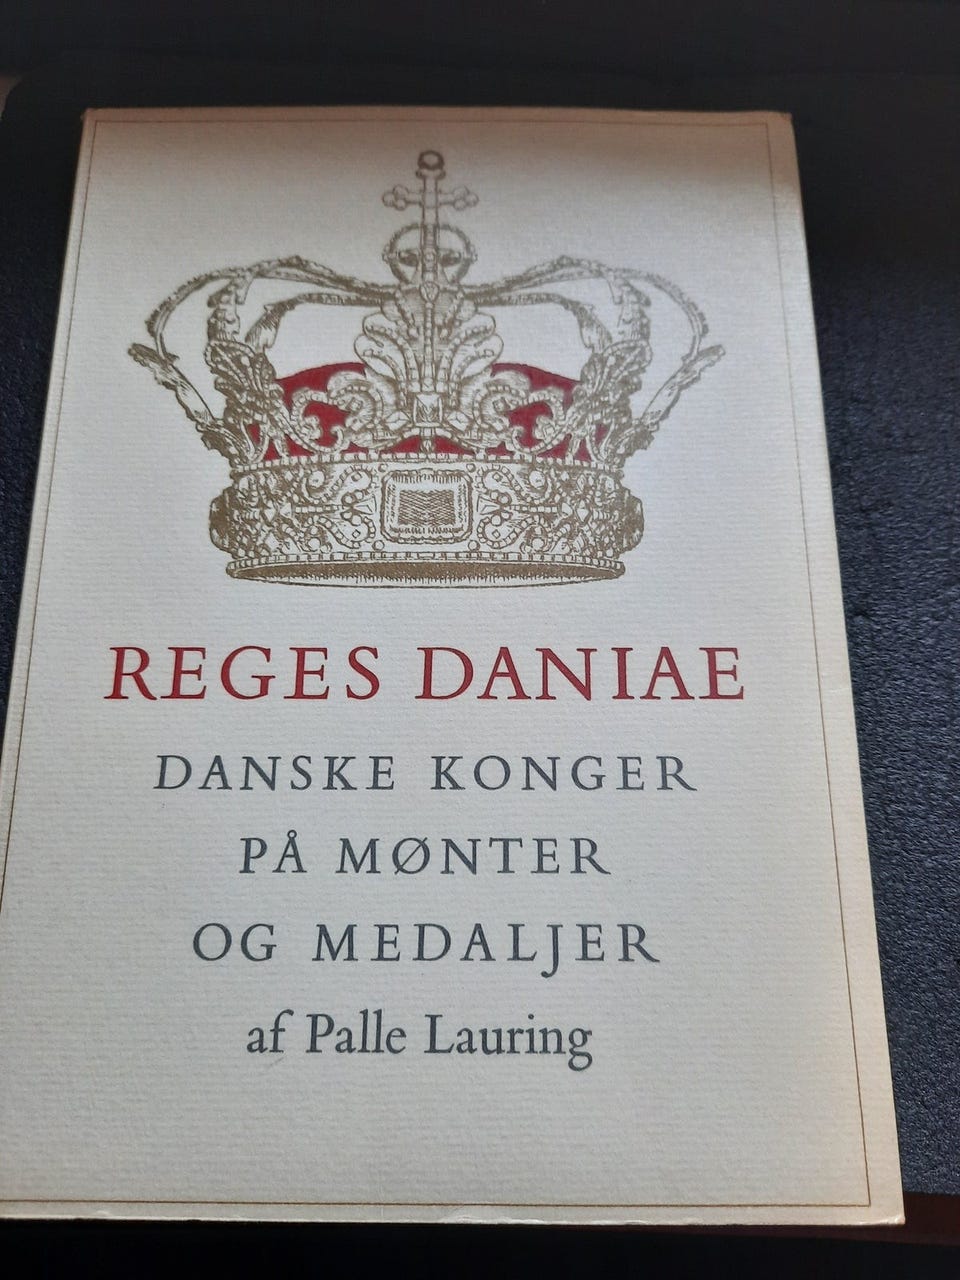 REGES DANIAE
DANSKE KONGER
PÅ MØNTER
OG MEDALJER
af Palle Lauring